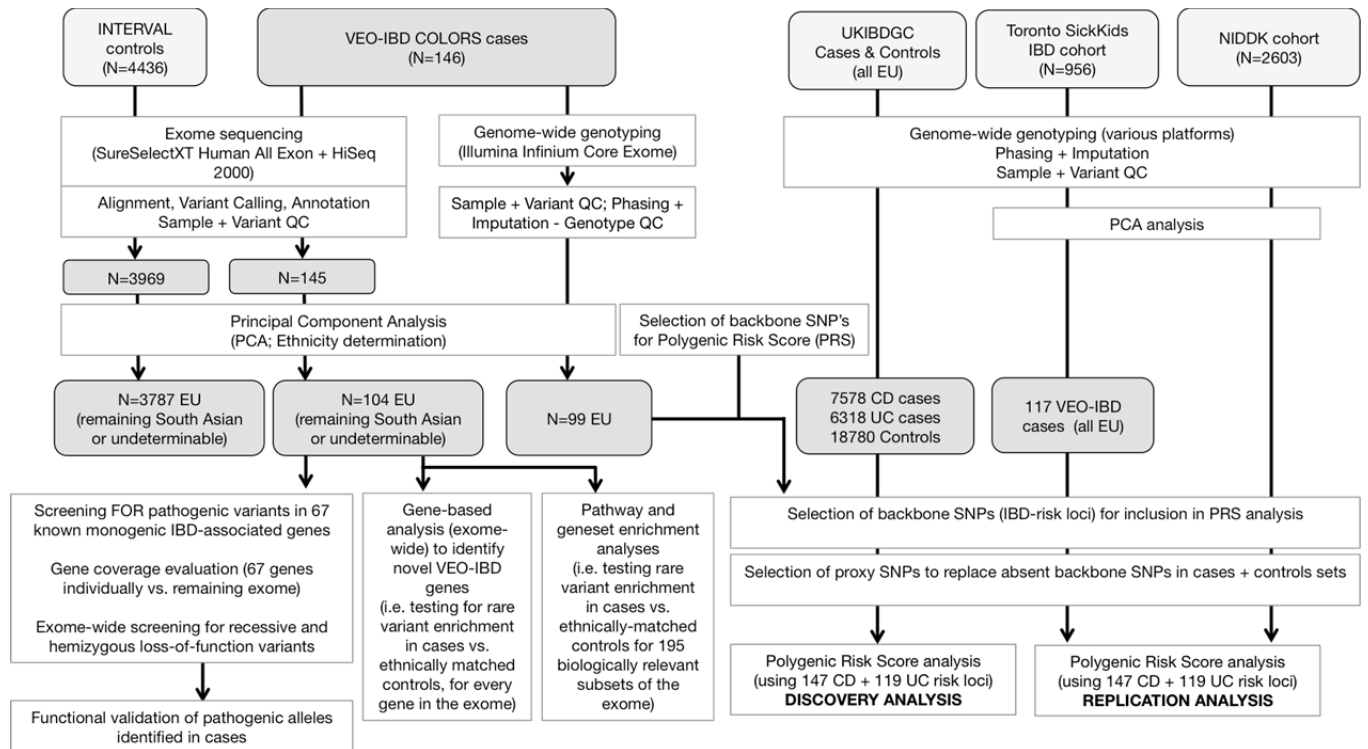 INTERVAL
controls
(N=4436)
VEO-IBD COLORS cases
(N=146)
UKIBDGC
Cases & Controls
(all EU)
Toronto SickKids
IBD cohort
(N=956)
NIDDK cohort
(N=2603)
Exome sequencing
(SureSelectXT Human All Exon + HiSeq
2000)
Genome-wide genotyping
(Illumina Infinium Core Exome)
Genome-wide genotyping (various platforms)
Phasing + Imputation
Sample + Variant QC
Alignment, Variant Calling, Annotation
Sample + Variant QC
Sample + Variant QC; Phasing +
Imputation - Genotype QC
PCA analysis
N=3969
N=145
Principal Component Analysis
(PCA; Ethnicity determination)
Selection of backbone SNP's
for Polygenic Risk Score (PRS)
N=3787 EU
(remaining South Asian
or undeterminable)
N=104 EU
(remaining South Asian
or undeterminable)
N=99 EU
7578 CD cases
6318 UC cases
18780 Controls
117 VEO-IBD
cases (all EU)
Screening FOR pathogenic variants in 67
known monogenic IBD-associated genes
Gene coverage evaluation (67 genes
individually vs. remaining exome)
Exome-wide screening for recessive and
hemizygous loss-of-function variants
Gene-based
analysis (exome-
wide) to identify
novel VEO-IBD
genes
(i.e. testing for rare
variant enrichment
in cases vs.
ethnically matched
controls, for every
gene in the exome)
Pathway and
geneset enrichment
analyses
(i.e. testing rare
variant enrichment
in cases vs.
ethnically-matched
controls for 195
biologically relevant
subsets of the
exome)
Selection of backbone SNPs (IBD-risk loci) for inclusion in PRS analysis
Selection of proxy SNPs to replace absent backbone SNPs in cases + controls sets
Polygenic Risk Score analysis
(using 147 CD + 119 UC risk loci)
DISCOVERY ANALYSIS
Polygenic Risk Score analysis
(using 147 CD + 119 UC risk loci)
REPLICATION ANALYSIS
Functional validation of pathogenic alleles
identified in cases